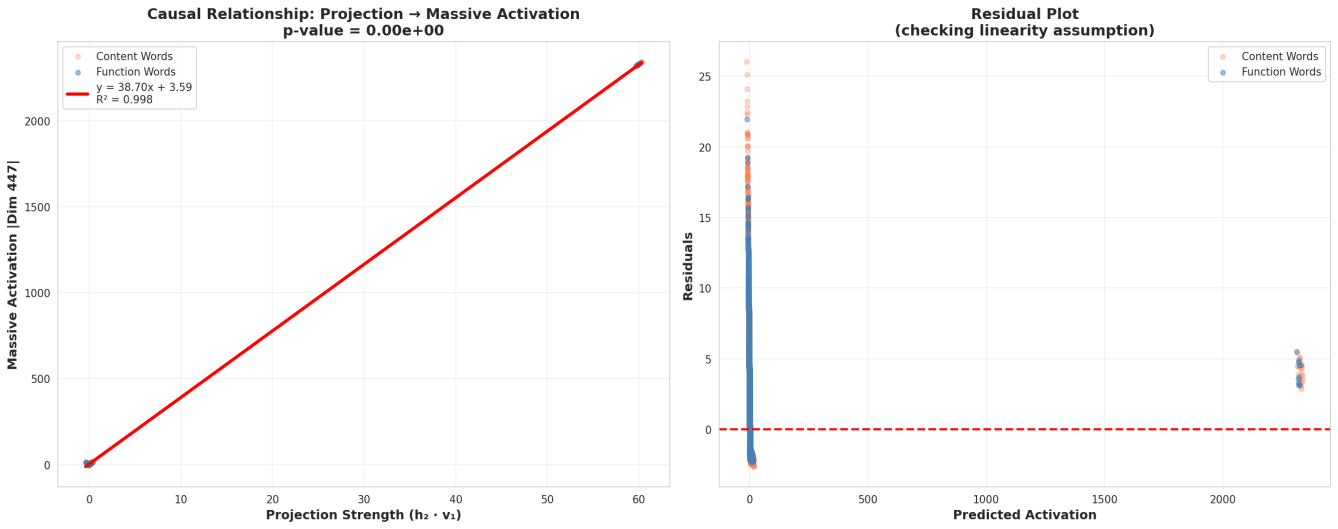 Causal Relationship: Projection → Massive Activation
p-value = 0.00e+00
Content Words
Function Words
y = 38.70x + 3.59
R² = 0.998
Massive Activation |Dim 447|
2000
1500
1000
500
0
0 10 20 30 40 50 60
Projection Strength (h₂ · v₁)
Residual Plot
(checking linearity assumption)
Content Words
Function Words
Residuals
25
20
15
10
5
0
0 500 1000 1500 2000
Predicted Activation